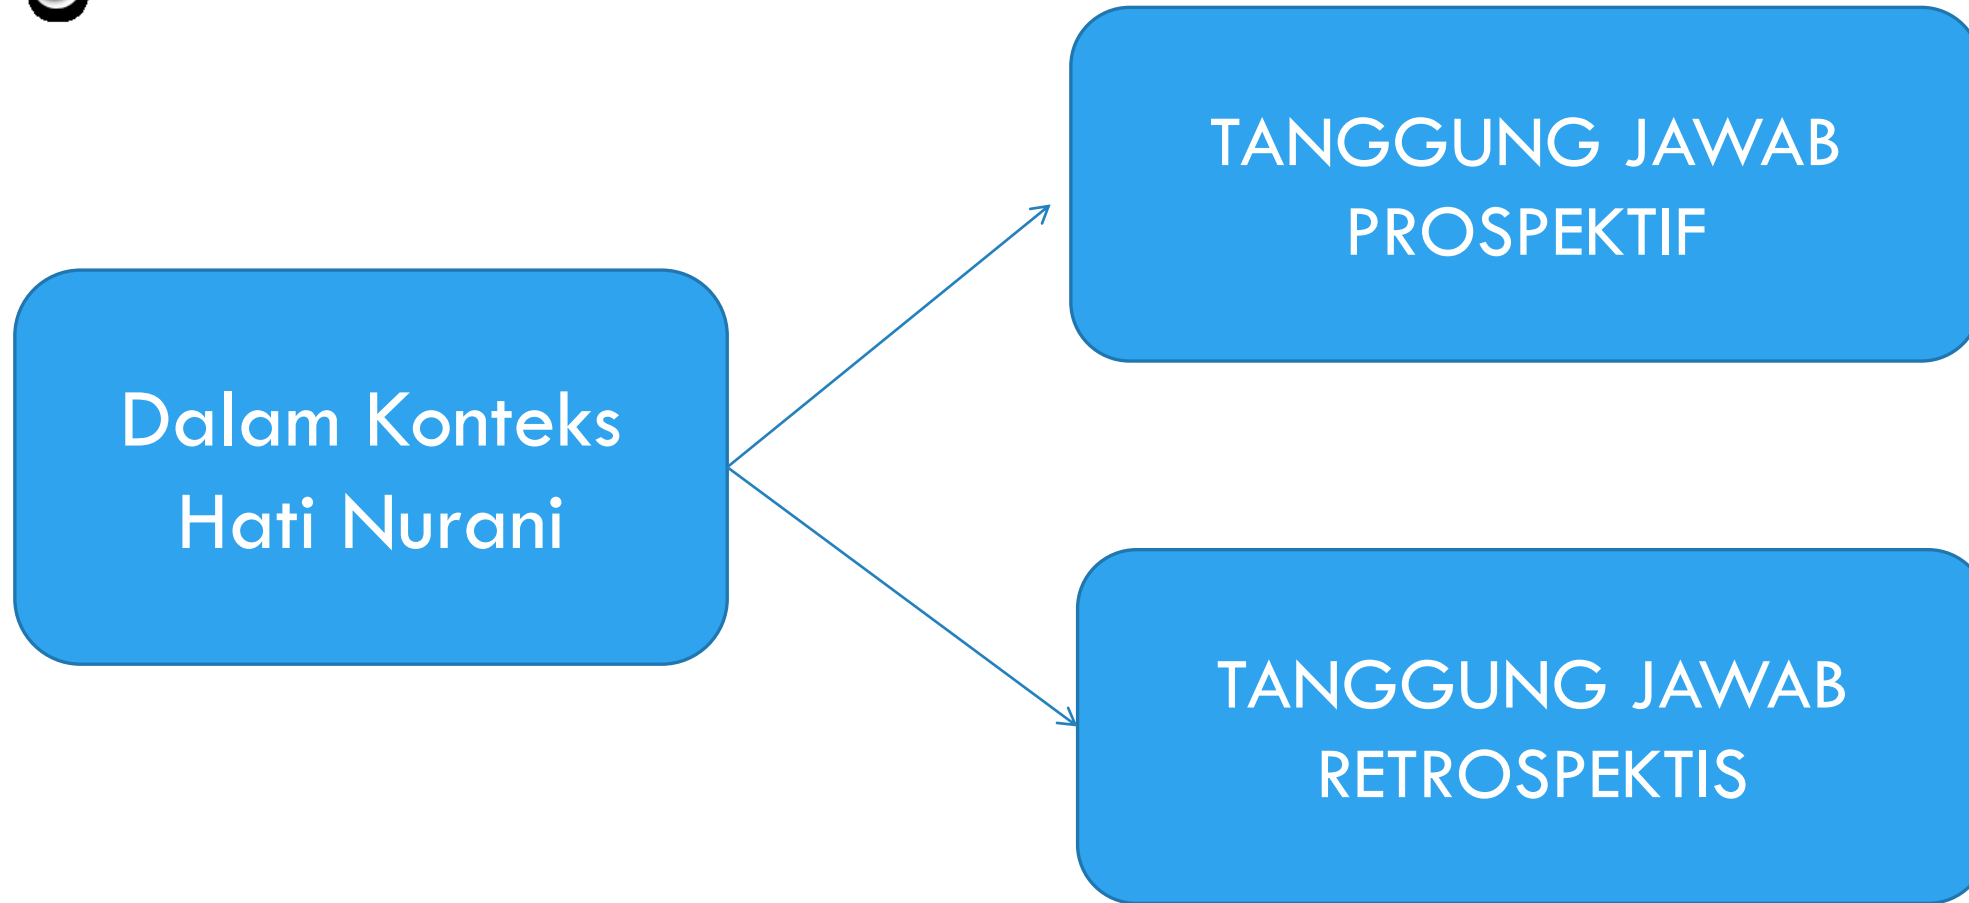 Dalam Konteks
Hati Nurani
TANGGUNG JAWAB
PROSPEKTIF
TANGGUNG JAWAB
RETROSPEKTIS